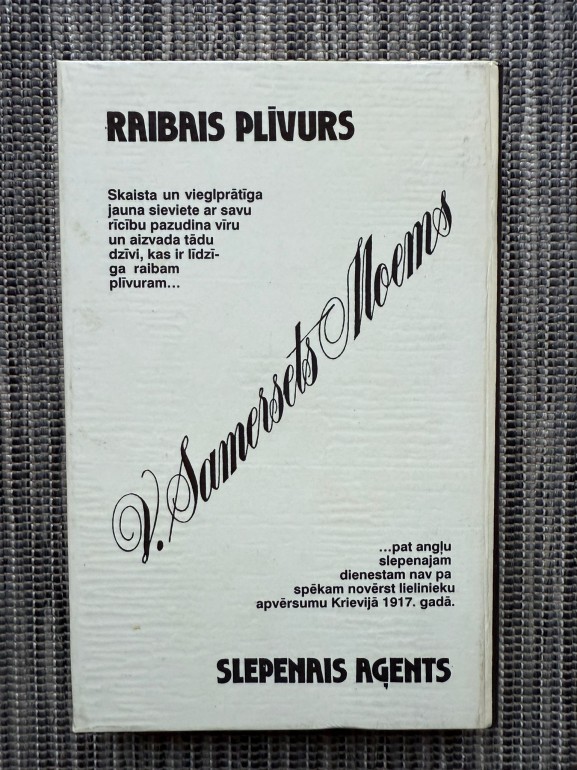 RAIBAIS PLĪVURS
Skaista un vieglprātīga
jauna sieviete ar savu
rīcību pazudina vīru
un aizvada tādu
dzīvi, kas ir līdzī-
ga raibam
plīvuram...
V. Samersets Moems
...pat angļu
slepenajam
dienestam nav pa
spēkam novērst lielinieku
apvērsumu Krievijā 1917. gadā.
SLEPENAIS AĢENTS